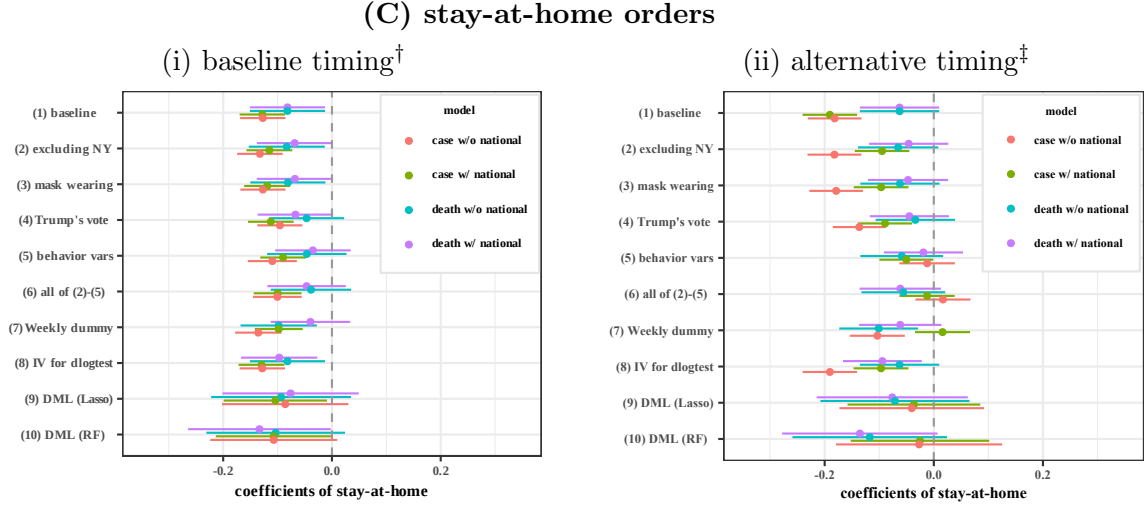 (C) stay-at-home orders
(i) baseline timing†
(1) baseline
(2) excluding NY
(3) mask wearing
(4) Trump's vote
(5) behavior vars
(6) all of (2)-(5)
(7) Weekly dummy
(8) IV for dlogtest
(9) DML (Lasso)
(10) DML (RF)
model
case w/o national
case w/ national
death w/o national
death w/ national
-0.2 0.0 0.2
coefficients of stay-at-home
(ii) alternative timing‡
(1) baseline
(2) excluding NY
(3) mask wearing
(4) Trump's vote
(5) behavior vars
(6) all of (2)-(5)
(7) Weekly dummy
(8) IV for dlogtest
(9) DML (Lasso)
(10) DML (RF)
model
case w/o national
case w/ national
death w/o national
death w/ national
-0.2 0.0 0.2
coefficients of stay-at-home